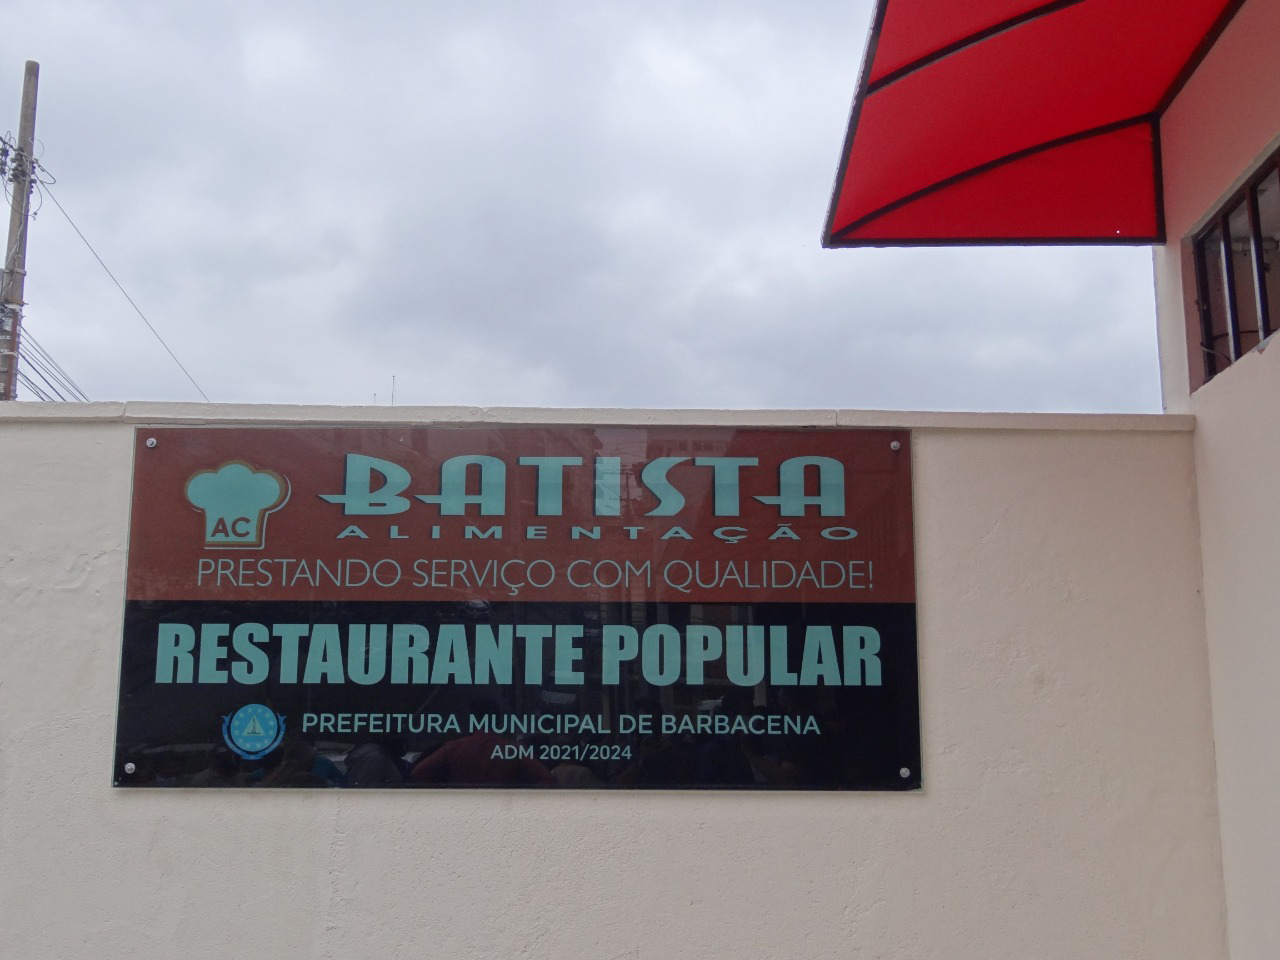 AC
BATISTA
ALIMENTAÇÃO
PRESTANDO SERVIÇO COM QUALIDADE!
RESTAURANTE POPULAR
PREFEITURA MUNICIPAL DE BARBACENA
ADM 2021/2024